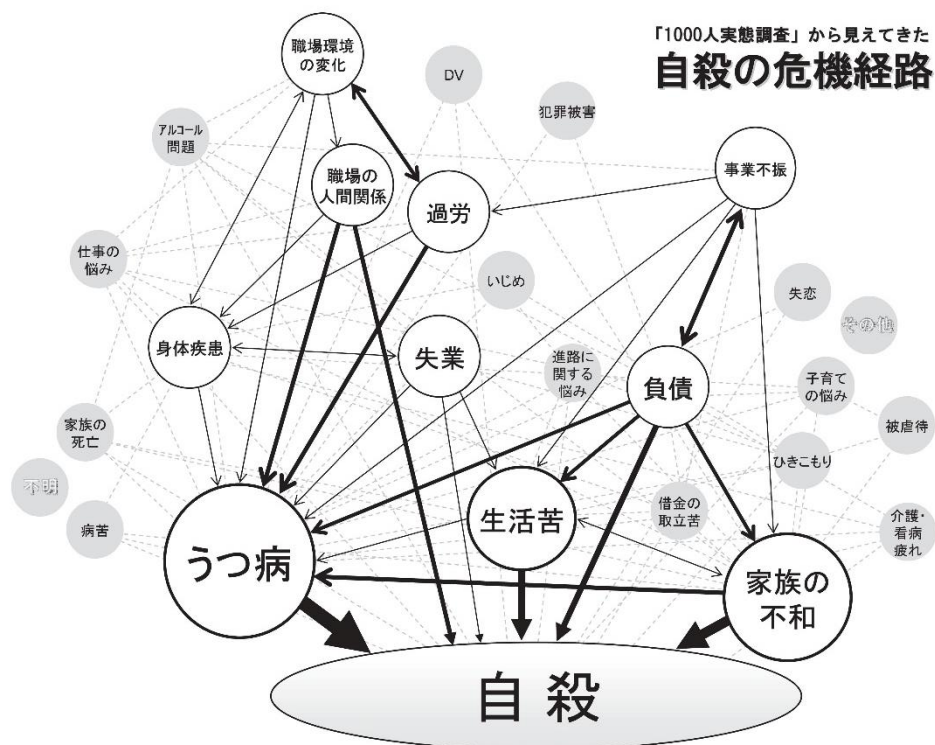 「1000人実態調査」から見えてきた
自殺の危機経路
職場環境
の変化
DV
犯罪被害
アルコール
問題
職場の
人間関係
過労
事業不振
仕事の
悩み
いじめ
失恋
その他
身体疾患
失業
進路に
関する
悩み
負債
子育て
の悩み
家族の
死亡
被虐待
ひきこもり
不明
病苦
うつ病
生活苦
借金の
取立苦
介護・
看病
疲れ
家族の
不和
自殺